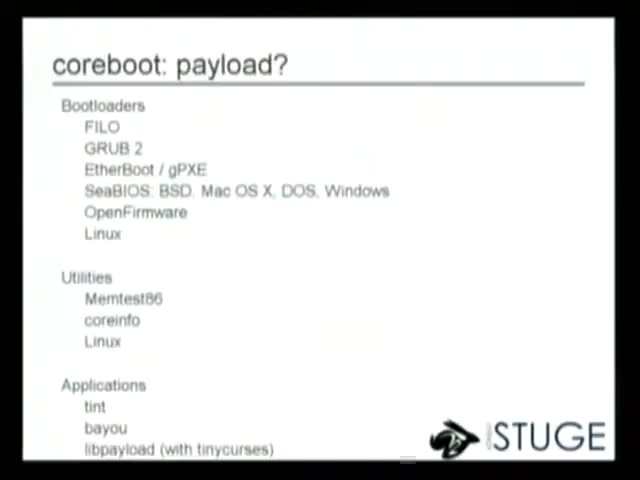 coreboot: payload?
Bootloaders
FILO
GRUB 2
EtherBoot / gPXE
SeaBIOS: BSD, Mac OS X, DOS, Windows
OpenFirmware
Linux
Utilities
Memtest86
coreinfo
Linux
Applications
tint
bayou
libpayload (with tinycurses)
STUGE